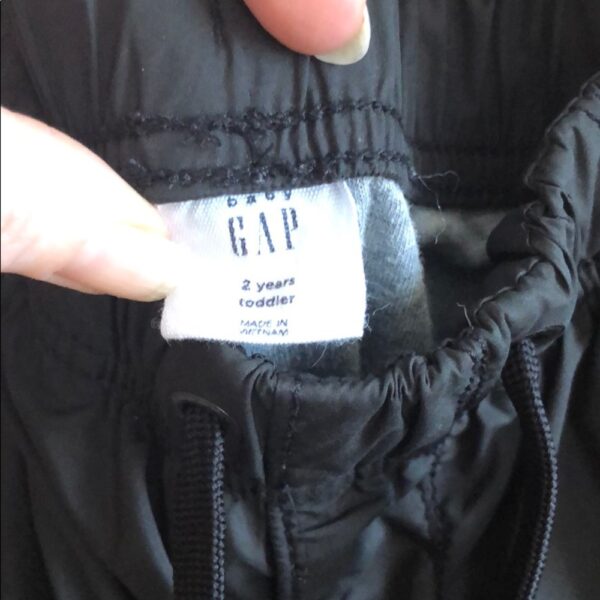 baby
GAP
2 years
toddler
MADE IN
VIETNAM